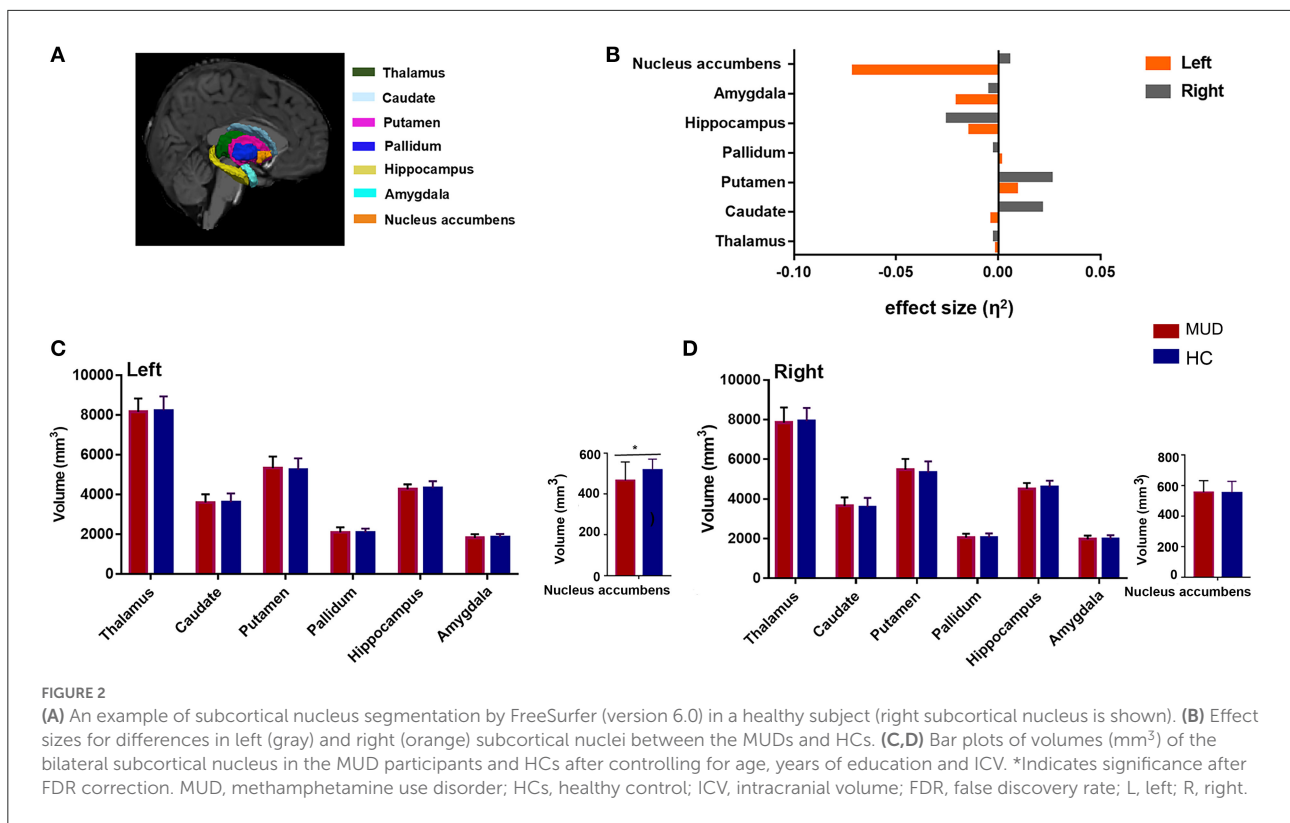 A
Thalamus
Caudate
Putamen
Pallidum
Hippocampus
Amygdala
Nucleus accumbens
B
Nucleus accumbens
Amygdala
Hippocampus
Pallidum
Putamen
Caudate
Thalamus
-0.10 -0.05 0.00 0.05
effect size (η²)
Left
Right
C
Left
Volume (mm³)
10000
8000
6000
4000
2000
0
Thalamus
Caudate
Putamen
Pallidum
Hippocampus
Amygdala
Volume (mm³)
600
400
200
0
*
)
Nucleus accumbens
D
Right
MUD
HC
Volume (mm³)
10000
8000
6000
4000
2000
0
Thalamus
Caudate
Putamen
Pallidum
Hippocampus
Amygdala
Volume (mm³)
800
600
400
200
0
Nucleus accumbens
FIGURE 2
(A) An example of subcortical nucleus segmentation by FreeSurfer (version 6.0) in a healthy subject (right subcortical nucleus is shown). (B) Effect
sizes for differences in left (gray) and right (orange) subcortical nuclei between the MUDs and HCs. (C,D) Bar plots of volumes (mm³) of the
bilateral subcortical nucleus in the MUD participants and HCs after controlling for age, years of education and ICV. *Indicates significance after
FDR correction. MUD, methamphetamine use disorder; HCs, healthy control; ICV, intracranial volume; FDR, false discovery rate; L, left; R, right.